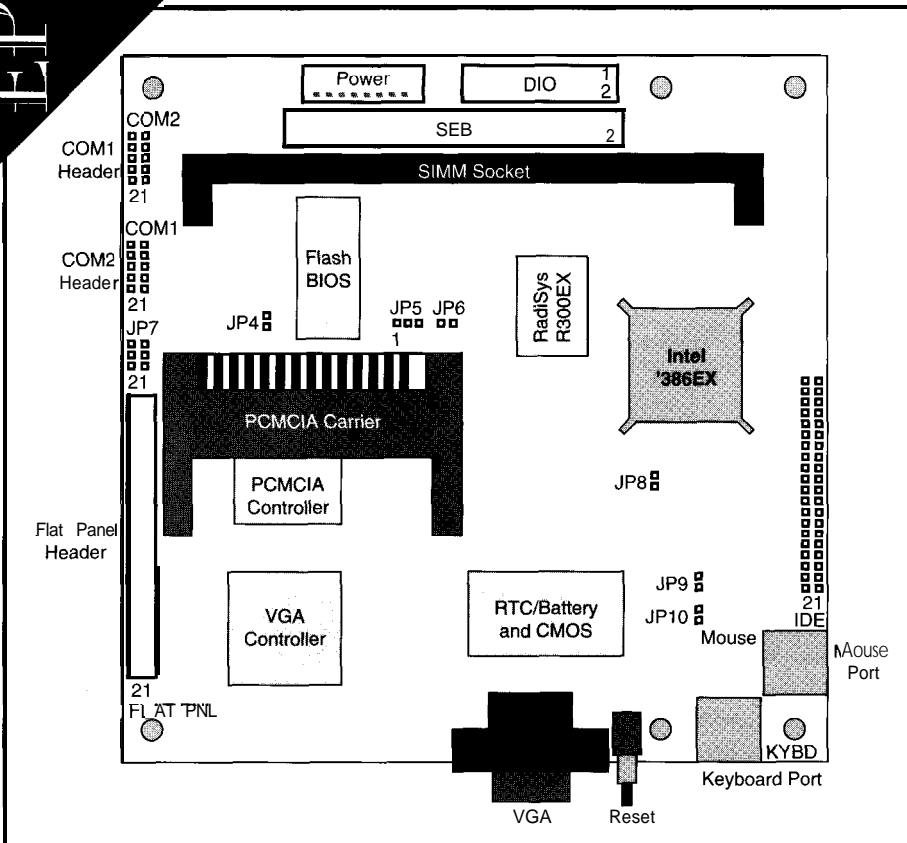 Power
DIO
1
2
SEB
2
COM2
COM1
Header
21
SIMM Socket
COM1
COM2
Header
21
Flash
BIOS
RadiSys
R300EX
JP4
JP5
JP6
1
JP7
21
Intel
'386EX
PCMCIA Carrier
PCMCIA
Controller
JP8
Flat Panel
Header
VGA
Controller
RTC/Battery
and CMOS
JP9
JP10
21
IDE
Mouse
Mouse
Port
21
FLAT PNL
KYBD
Keyboard Port
VGA
Reset